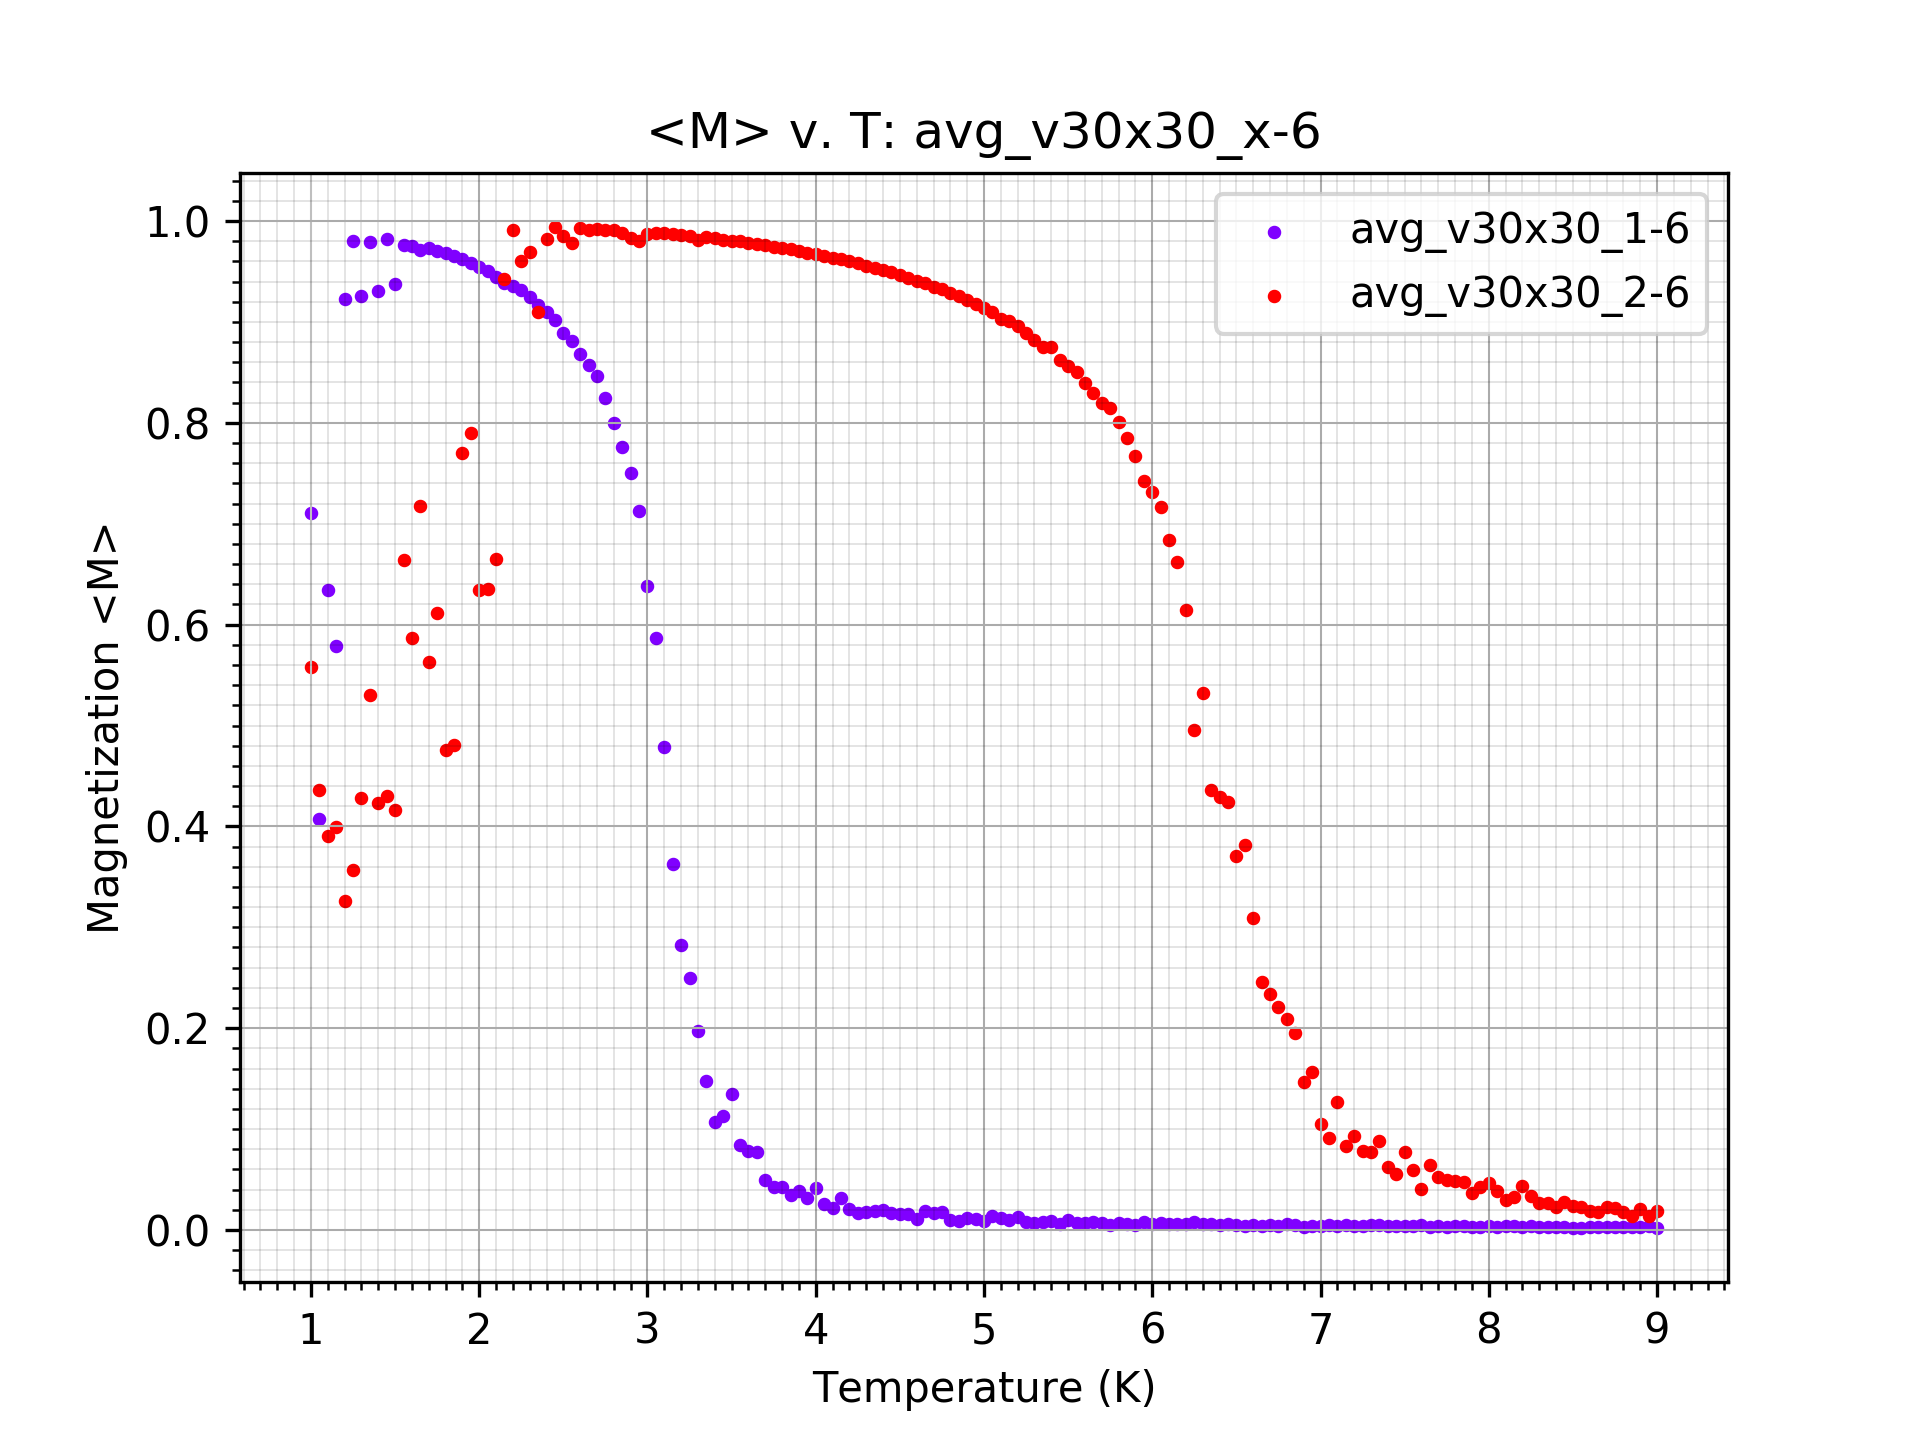 <M> v. T: avg_v30x30_x-6
avg_v30x30_1-6
avg_v30x30_2-6
Magnetization <M>
1.0
0.8
0.6
0.4
0.2
0.0
1 2 3 4 5 6 7 8 9
Temperature (K)